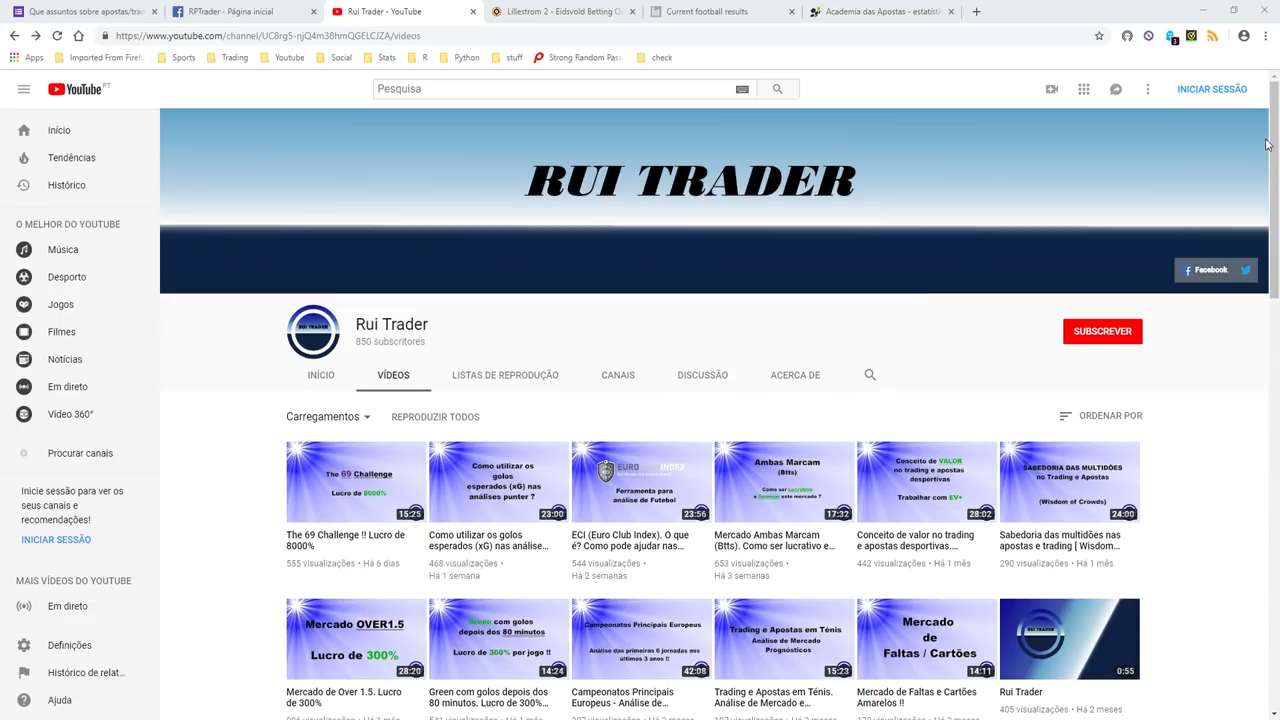 Que assuntos sobre apostas/trad
RPTrader - Página inicial
Rui Trader - YouTube
Lillestrom 2 - Eidsvold Betting O
Current football results
Academia das Apostas - estatíst
https://www.youtube.com/channel/UC8rg5-njQ4m38hmQGELCJZA/videos
3
Apps
Imported From Firef
Sports
Trading
Youtube
Social
Stats
R
Python
stuff
Strong Random Pass
check
YouTube PT
Pesquisa
INICIAR SESSÃO
Início
Tendências
Histórico
O MELHOR DO YOUTUBE
Música
Desporto
Jogos
Filmes
Notícias
Em direto
Vídeo 360°
Procurar canais
Inicie sessão para ver os
seus canais e
recomendações!
INICIAR SESSÃO
MAIS VÍDEOS DO YOUTUBE
Em direto
Definições
Histórico de relat...
Ajuda
RUI TRADER
Facebook
RUI TRADER
Rui Trader
850 subscritores
SUBSCREVER
INÍCIO
VÍDEOS
LISTAS DE REPRODUÇÃO
CANAIS
DISCUSSÃO
ACERCA DE
Carregamentos
REPRODUZIR TODOS
ORDENAR POR
The 69 Challenge
Lucro de 8000%
15:25
The 69 Challenge !! Lucro de
8000%
555 visualizações • Há 6 dias
Como utilizar os
golos
esperados (xG) nas
análises punter ?
23:00
Como utilizar os golos
esperados (xG) nas análise...
468 visualizações •
Há 1 semana
EURO CLUB INDEX
Ferramenta para
análise de Futebol
23:56
ECI (Euro Club Index). O que
é? Como pode ajudar nas...
544 visualizações •
Há 2 semanas
Ambas Marcam
(Btts)
Como ser Lucrativo
e Dominar este mercado ?
17:32
Mercado Ambas Marcam
(Btts). Como ser lucrativo e...
653 visualizações •
Há 3 semanas
Conceito de VALOR
no trading e apostas
desportivas
Trabalhar com EV+
28:02
Conceito de valor no trading
e apostas desportivas....
442 visualizações • Há 1 mês
SABEDORIA DAS MULTIDÕES
no Trading e Apostas
(Wisdom of Crowds)
24:00
Sabedoria das multidões nas
apostas e trading [ Wisdom...
290 visualizações • Há 1 mês
Mercado OVER1.5
Lucro de 300%
28:20
Mercado de Over 1.5. Lucro
de 300%
Green com golos
depois dos 80 minutos
Lucro de 300% por jogo !!
14:24
Green com golos depois dos
80 minutos. Lucro de 300%...
Campeonatos Principais Europeus
Análise das primeiras 6 jornadas nos
últimos 3 anos !!
42:08
Campeonatos Principais
Europeus - Análise de...
Trading e Apostas em Ténis
Análise de Mercado
Prognósticos
15:23
Trading e Apostas em Ténis.
Análise de Mercado e...
Mercado
de
Faltas / Cartões
14:11
Mercado de Faltas e Cartões
Amarelos !!
0:55
Rui Trader
405 visualizações • Há 2 meses